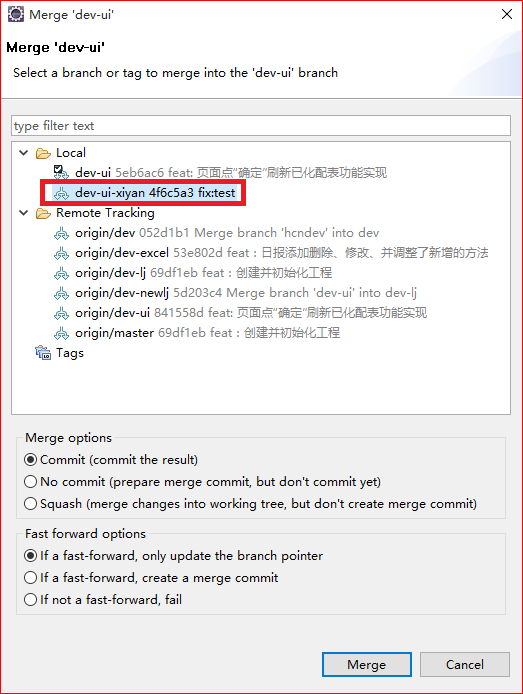 Merge 'dev-ui'
Merge 'dev-ui'
Select a branch or tag to merge into the 'dev-ui' branch
type filter text
Local
dev-ui 5eb6ac6 feat: 页面点“确定”刷新已化配表功能实现
dev-ui-xiyan 4f6c5a3 fix:test
Remote Tracking
origin/dev 052d1b1 Merge branch 'hcndev' into dev
origin/dev-excel 53e802d feat：日报添加删除、修改、并调整了新增的方法
origin/dev-lj 69df1eb feat：创建并初始化工程
origin/dev-newlj 5d203c4 Merge branch 'dev-ui' into dev-lj
origin/dev-ui 841558d feat: 页面点“确定”刷新已化配表功能实现
origin/master 69df1eb feat：创建并初始化工程
Tags
Merge options
Commit (commit the result)
No commit (prepare merge commit, but don't commit yet)
Squash (merge changes into working tree, but don't create merge commit)
Fast forward options
If a fast-forward, only update the branch pointer
If a fast-forward, create a merge commit
If not a fast-forward, fail
Merge
Cancel